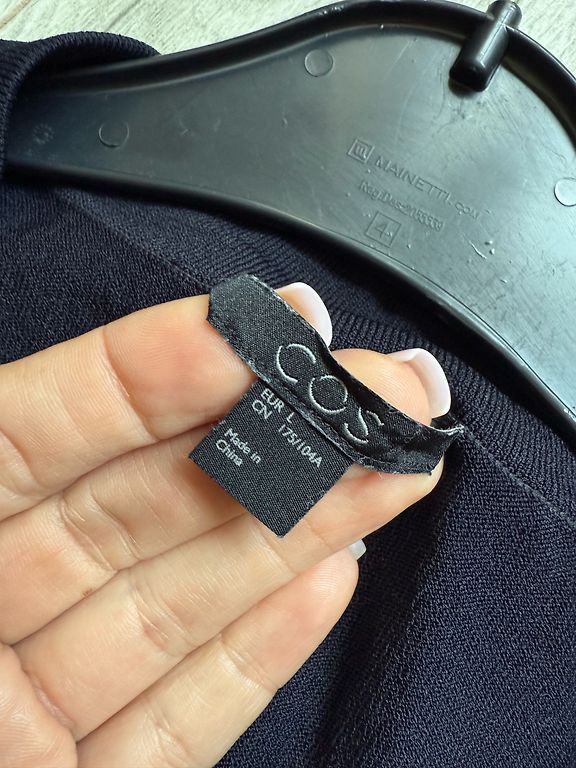 MAINETTI.COM
4
COS
EUR L
CN 175/104A
Made in
China